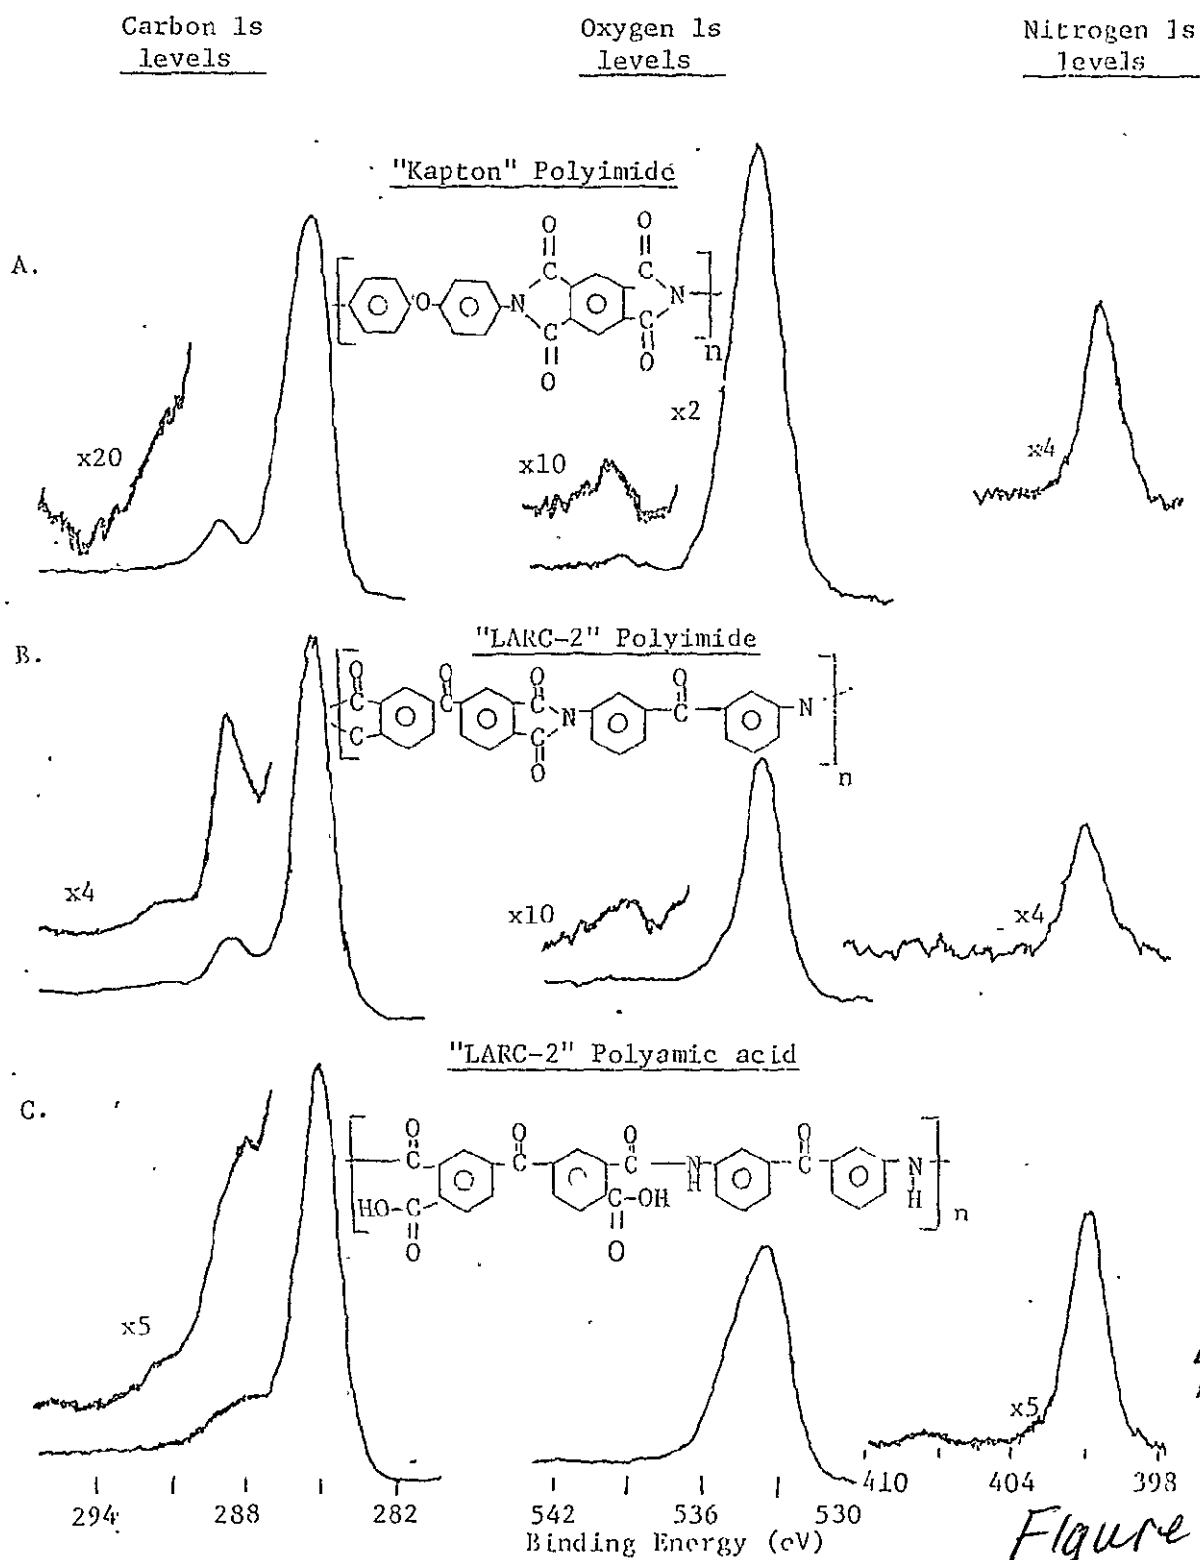 Carbon 1s
levels
Oxygen 1s
levels
Nitrogen 1s
levels
"Kapton" Polyimide
A.
O O
C C
O N N
C C
O O
n
x20
x10
x2
x4
"LARC-2" Polyimide
B.
O O O O
C C C N C N
C C
O
n
x4
x10
x4
"LARC-2" Polyamic acid
C.
O O O O
C C C N C N
H H
HO-C C-OH
O O
n
x5
x5
294 288 282 542 536 530 410 404 398
Binding Energy (eV)
Figure